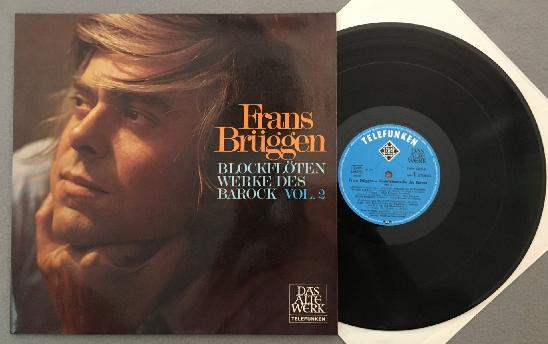 Frans
Brüggen
BLOCKFLÖTEN
WERKE DES
BAROCK VOL. 2
DAS
ALTE
WERK
TELEFUNKEN
TELEFUNKEN
DAS
ALTE
WERK